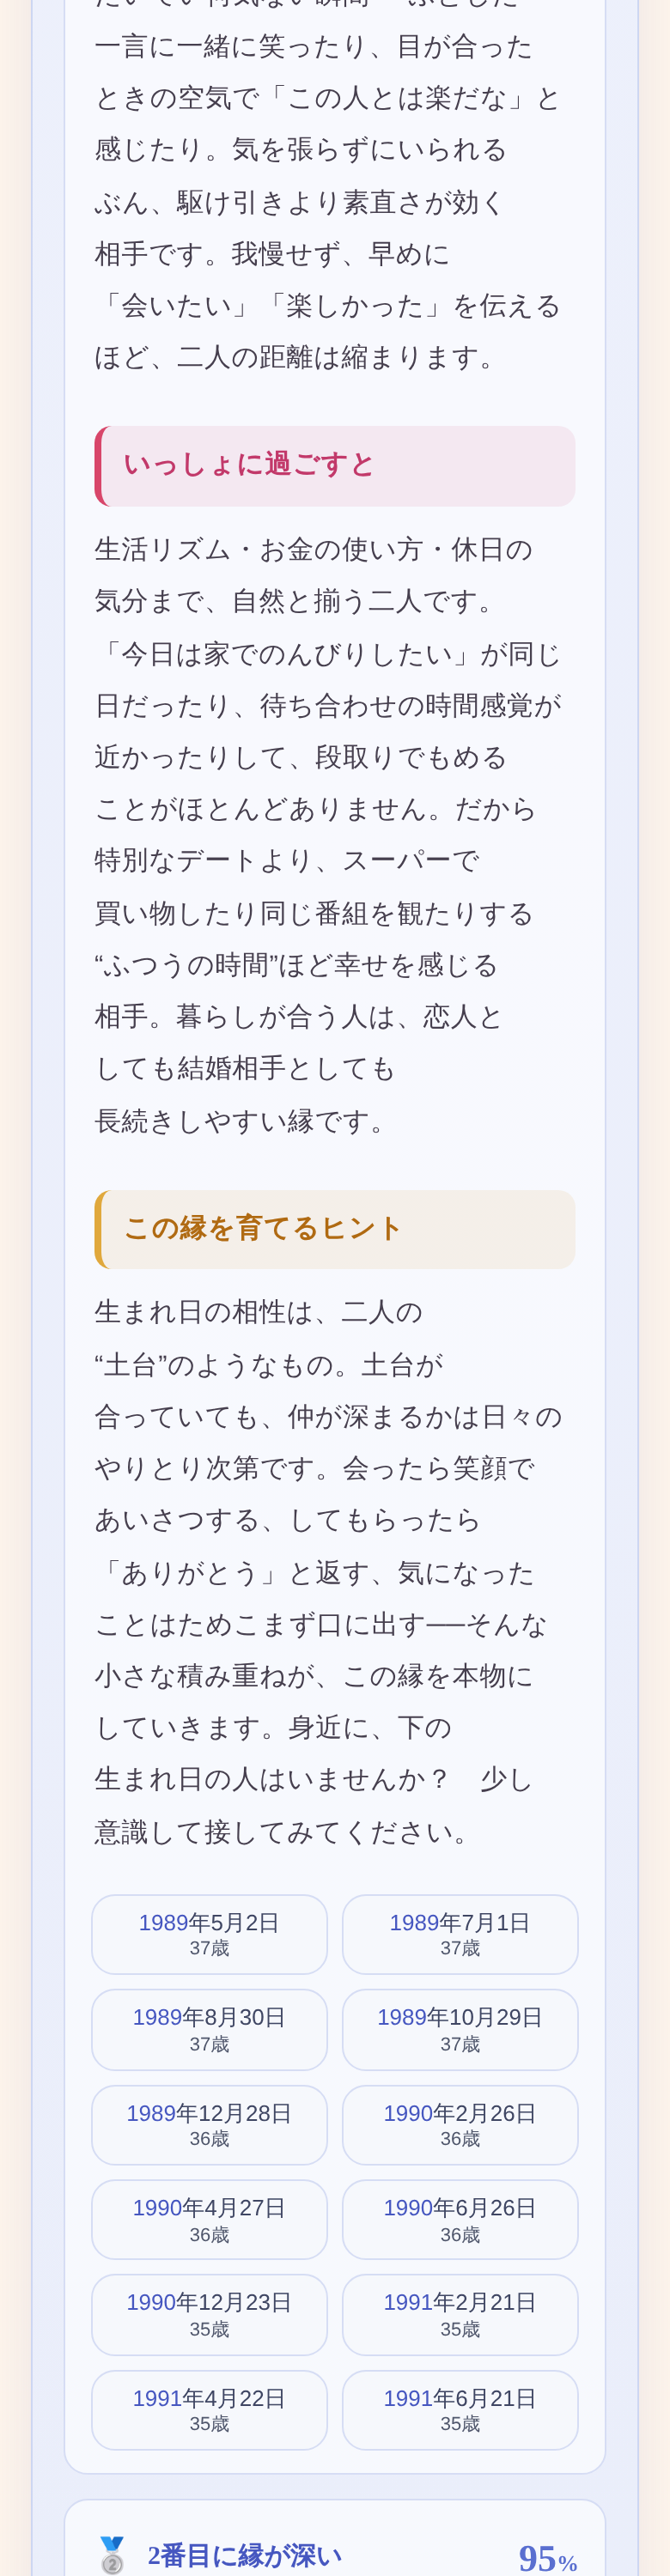 一言に一緒に笑ったり、目が合った
ときの空気で「この人とは楽だな」と
感じたり。気を張らずにいられる
ぶん、駆け引きより素直さが効く
相手です。我慢せず、早めに
「会いたい」「楽しかった」を伝える
ほど、二人の距離は縮まります。
いっしょに過ごすと
生活リズム・お金の使い方・休日の
気分まで、自然と揃う二人です。
「今日は家でのんびりしたい」が同じ
日だったり、待ち合わせの時間感覚が
近かったりして、段取りでもめる
ことがほとんどありません。だから
特別なデートより、スーパーで
買い物したり同じ番組を観たりする
“ふつうの時間”ほど幸せを感じる
相手。暮らしが合う人は、恋人と
しても結婚相手としても
長続きしやすい縁です。
この縁を育てるヒント
生まれ日の相性は、二人の
“土台”のようなもの。土台が
合っていても、仲が深まるかは日々の
やりとり次第です。会ったら笑顔で
あいさつする、してもらったら
「ありがとう」と返す、気になった
ことはためこまず口に出す──そんな
小さな積み重ねが、この縁を本物に
していきます。身近に、下の
生まれ日の人はいませんか？　少し
意識して接してみてください。
1989年5月2日
37歳
1989年7月1日
37歳
1989年8月30日
37歳
1989年10月29日
37歳
1989年12月28日
36歳
1990年2月26日
36歳
1990年4月27日
36歳
1990年6月26日
36歳
1990年12月23日
35歳
1991年2月21日
35歳
1991年4月22日
35歳
1991年6月21日
35歳
2番目に縁が深い
95%